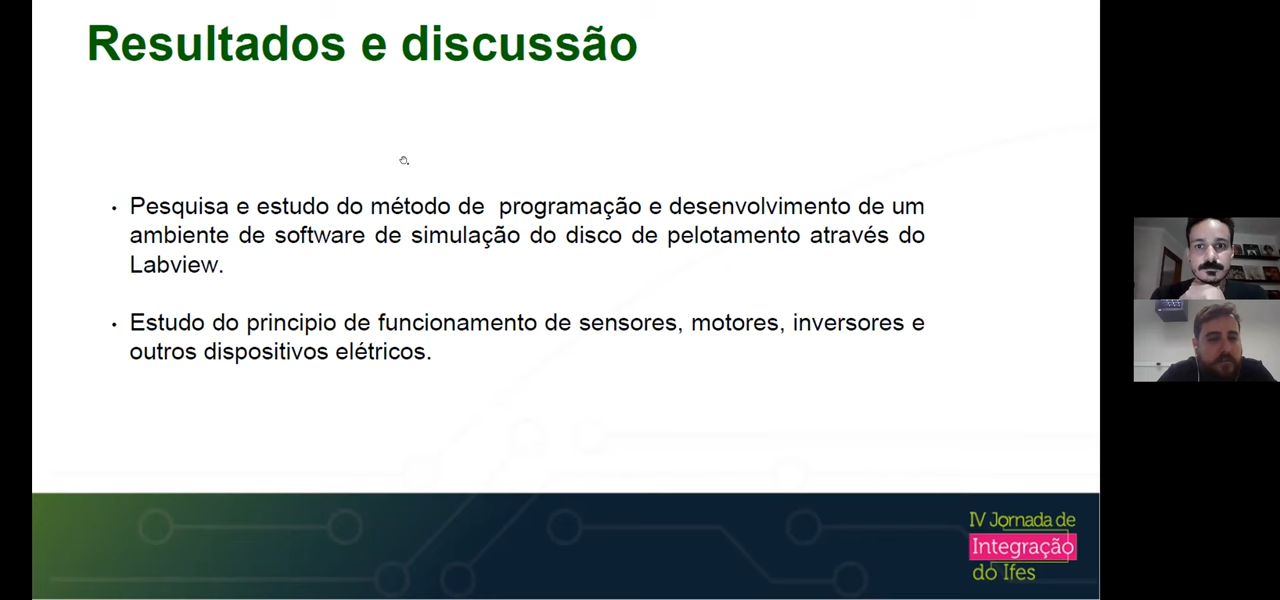 Resultados e discussão
• Pesquisa e estudo do método de programação e desenvolvimento de um
ambiente de software de simulação do disco de pelotamento através do
Labview.
• Estudo do principio de funcionamento de sensores, motores, inversores e
outros dispositivos elétricos.
IV Jornada de
Integração
do Ifes